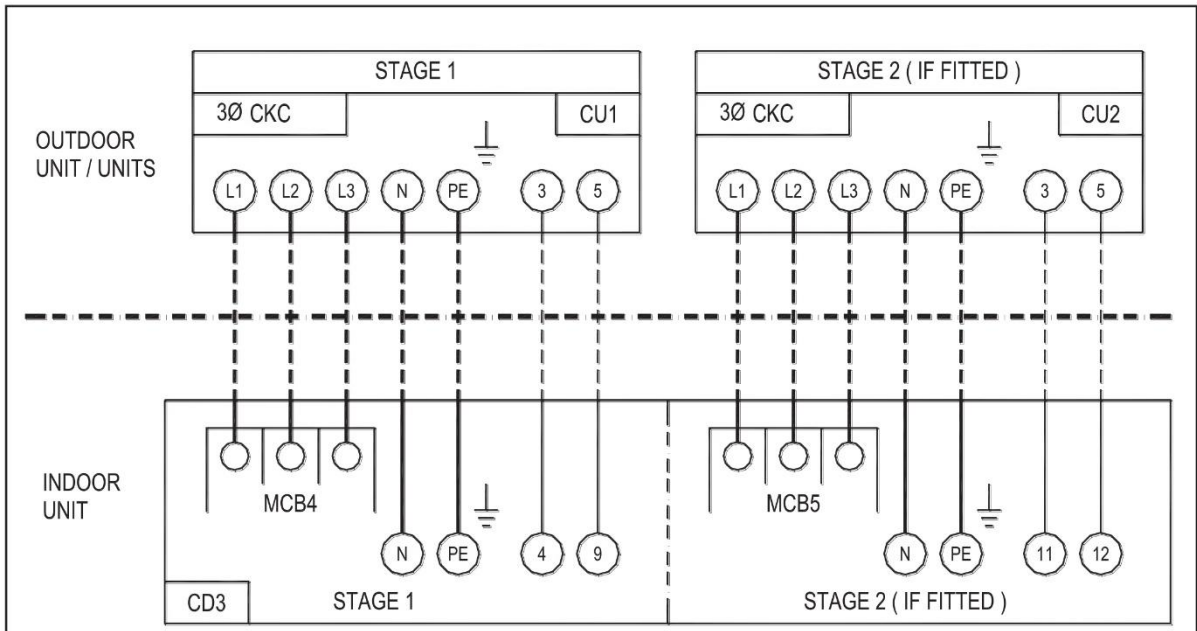 STAGE 1
STAGE 2 ( IF FITTED )
3Ø CKC
CU1
3Ø CKC
CU2
OUTDOOR
UNIT / UNITS
L1 L2 L3 N PE 3 5
L1 L2 L3 N PE 3 5
INDOOR
UNIT
MCB4
MCB5
N PE 4 9
N PE 11 12
CD3
STAGE 1
STAGE 2 ( IF FITTED )